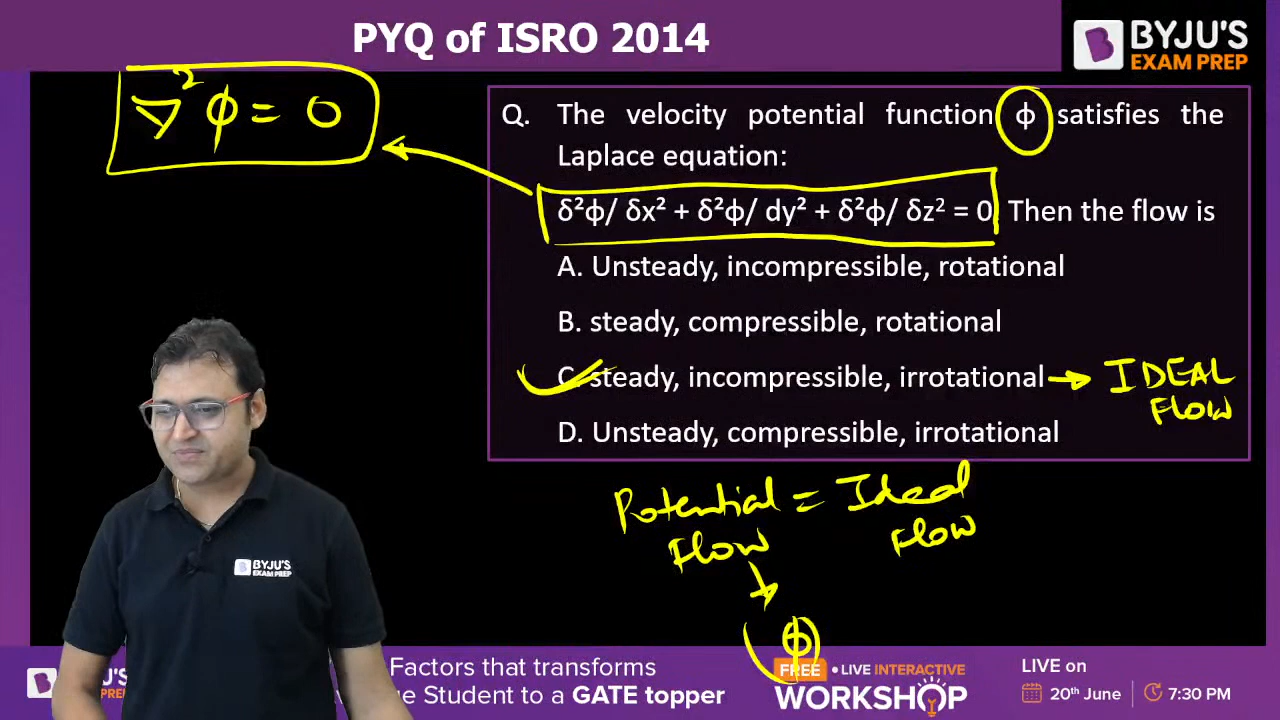 PYQ of ISRO 2014
BYJU'S
EXAM PREP
∇²ϕ = 0
Q. The velocity potential function ϕ satisfies the
Laplace equation:
δ²ϕ/ δx² + δ²ϕ/ dy² + δ²ϕ/ δz² = 0 Then the flow is
A. Unsteady, incompressible, rotational
B. steady, compressible, rotational
C. steady, incompressible, irrotational → IDEAL
FLOW
D. Unsteady, compressible, irrotational
Potential = Ideal
Flow Flow
ϕ
BYJU'S
EXAM PREP
Factors that transforms
Student to a GATE topper
FREE • LIVE INTERACTIVE
WORKSHOP
LIVE on
20th June 7:30 PM